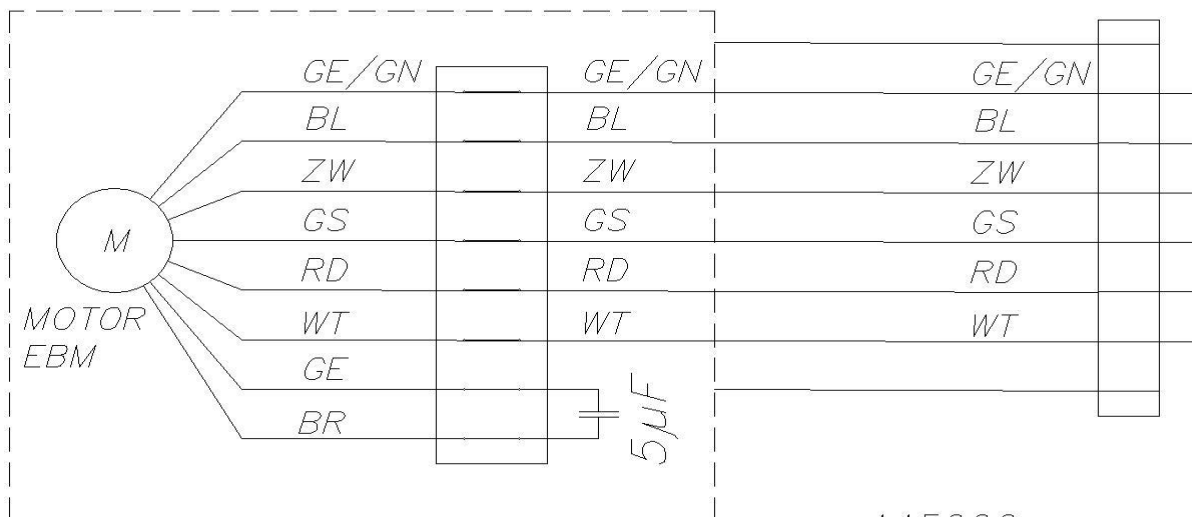 GE/GN GE/GN GE/GN
BL BL BL
ZW ZW ZW
GS GS GS
M
RD RD RD
MOTOR
EBM
WT WT WT
GE
BR
5µF